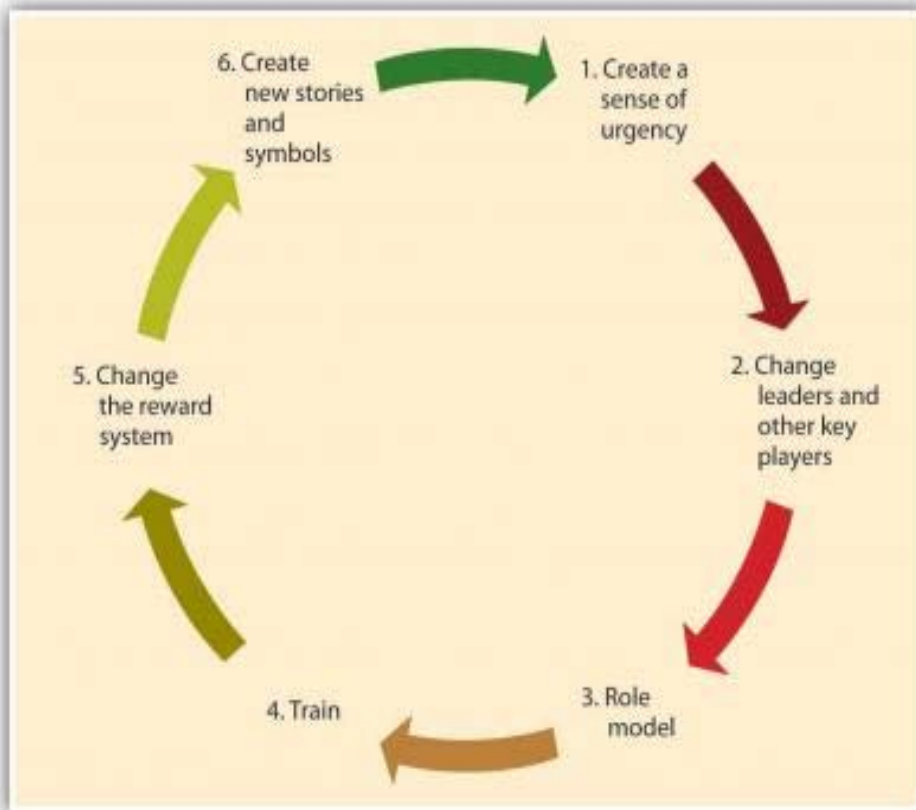 1. Create a
sense of
urgency
2. Change
leaders and
other key
players
3. Role
model
4. Train
5. Change
the reward
system
6. Create
new stories
and
symbols